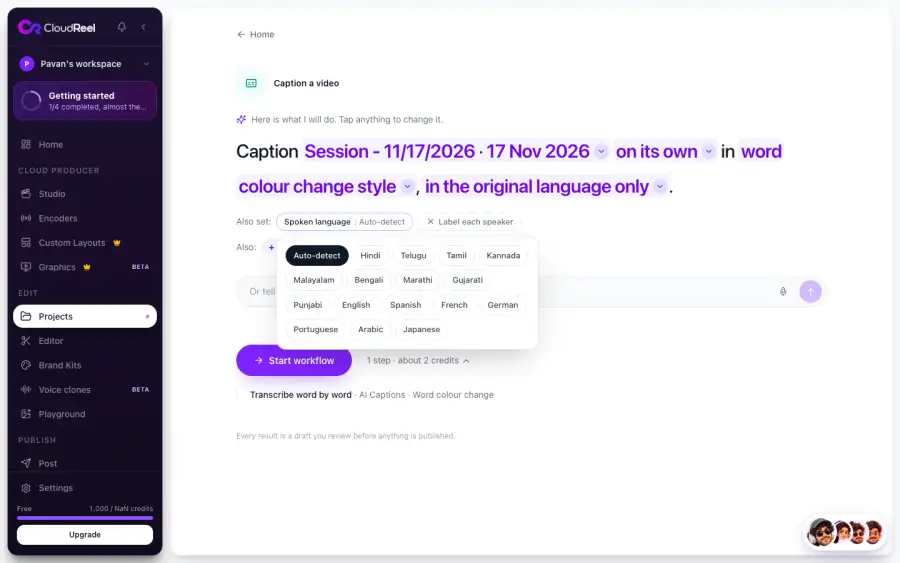 CloudReel
P Pavan's workspace
Getting started
1/4 completed, almost the...
Home
CLOUD PRODUCER
Studio
Encoders
Custom Layouts
Graphics BETA
EDIT
Projects
Editor
Brand Kits
Voice clones BETA
Playground
PUBLISH
Post
Settings
Free 1,000 / NaN credits
Upgrade
Home
Caption a video
Here is what I will do. Tap anything to change it.
Caption Session - 11/17/2026 · 17 Nov 2026 on its own in word
colour change style , in the original language only .
Also set: Spoken language : Auto-detect Label each speaker
Also: +
Auto-detect Hindi Telugu Tamil Kannada
Malayalam Bengali Marathi Gujarati
Punjabi English Spanish French German
Portuguese Arabic Japanese
Or tell
Start workflow 1 step · about 2 credits
Transcribe word by word · AI Captions · Word colour change
Every result is a draft you review before anything is published.